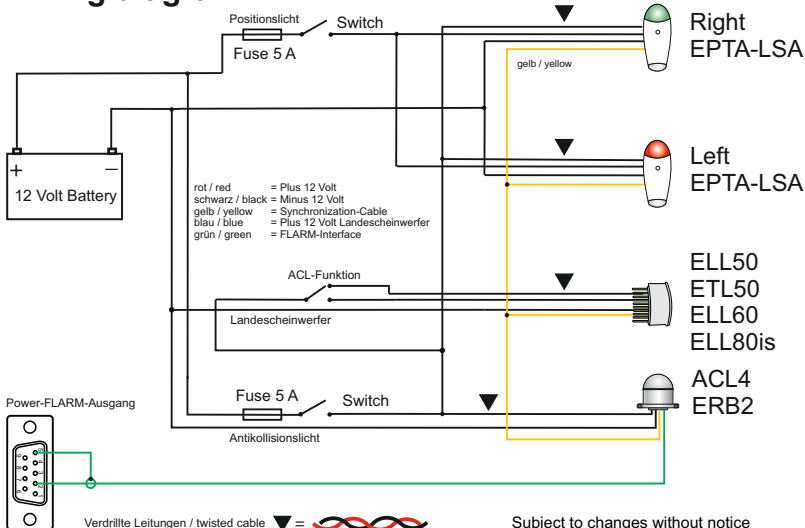 Positionslicht
Switch
Fuse 5 A
gelb / yellow
Right
EPTA-LSA
+
–
12 Volt Battery
Left
EPTA-LSA
rot / red = Plus 12 Volt
schwarz / black = Minus 12 Volt
gelb / yellow = Synchronization-Cable
blau / blue = Plus 12 Volt Landescheinwerfer
grün / green = FLARM-Interface
ACL-Funktion
Landescheinwerfer
ELL50
ETL50
ELL60
ELL80is
Fuse 5 A
Switch
Antikollisionslicht
ACL4
ERB2
Power-FLARM-Ausgang
Verdrillte Leitungen / twisted cable ▼=
Subject to changes without notice